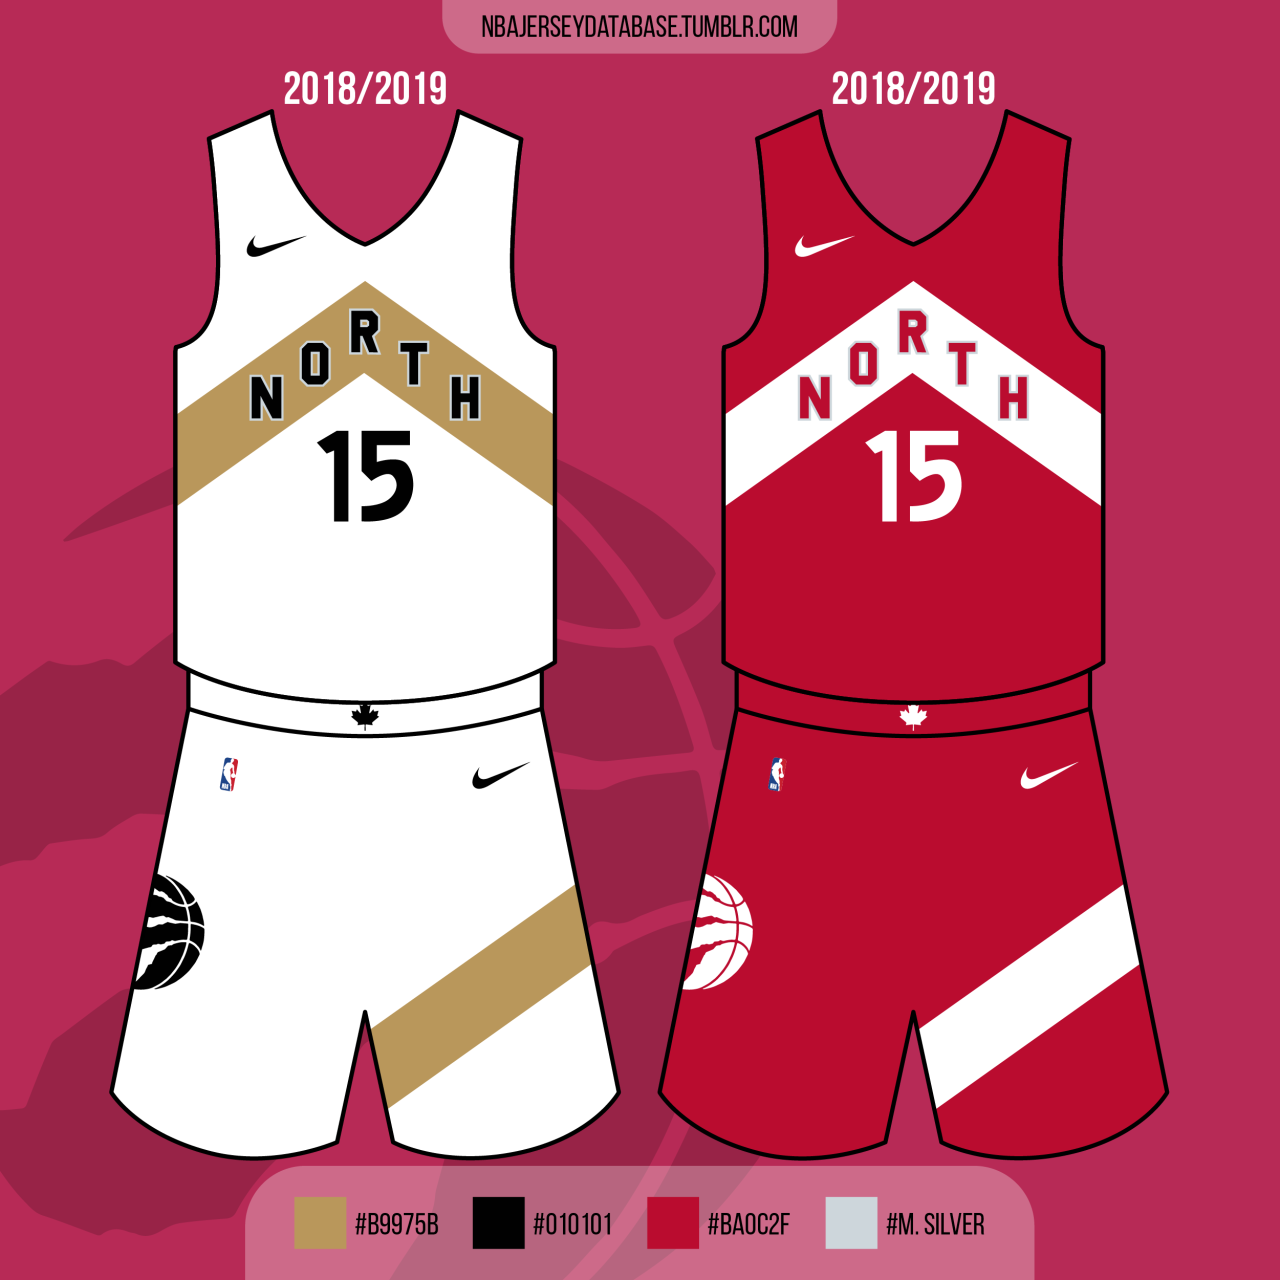 NBAJERSEYDATABASE.TUMBLR.COM
2018/2019
2018/2019
NORTH
15
NORTH
15
#B9975B
#010101
#BA0C2F
#M. SILVER